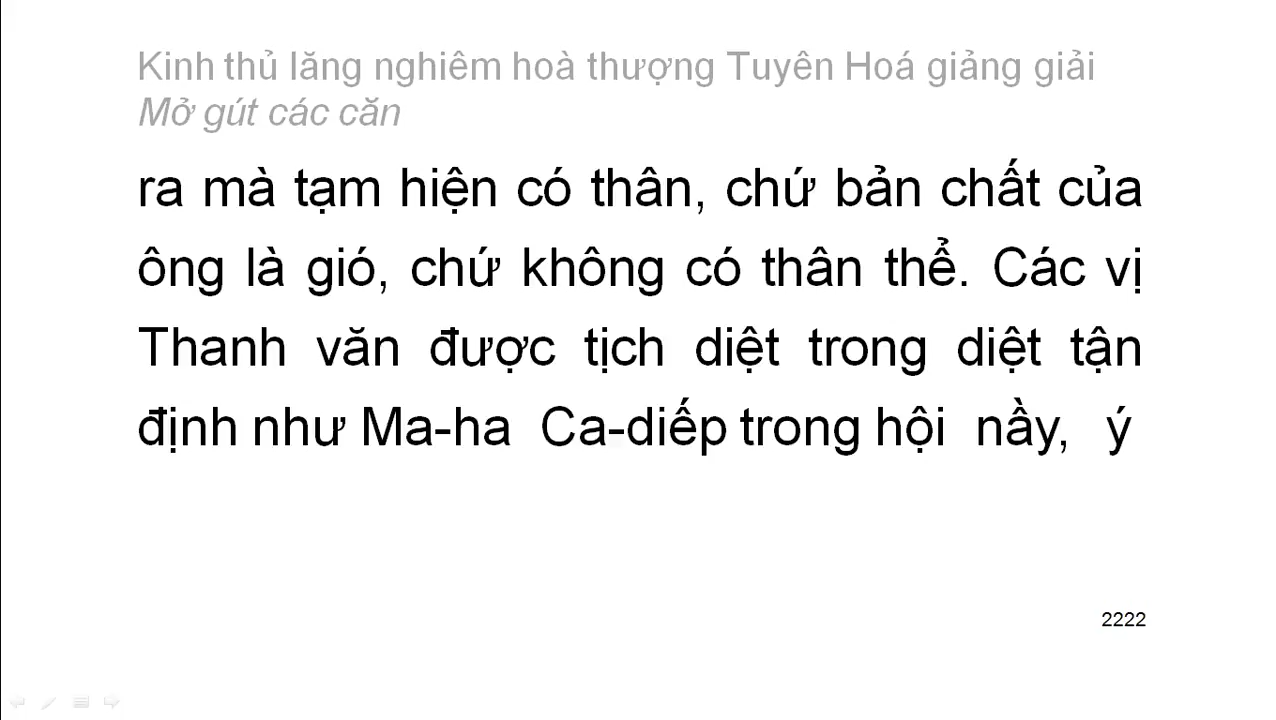 Kinh thủ lăng nghiêm hoà thượng Tuyên Hoá giảng giải
Mở gút các căn
ra mà tạm hiện có thân, chứ bản chất của
ông là gió, chứ không có thân thể. Các vị
Thanh văn được tịch diệt trong diệt tận
định như Ma-ha Ca-diếp trong hội nầy, ý
2222